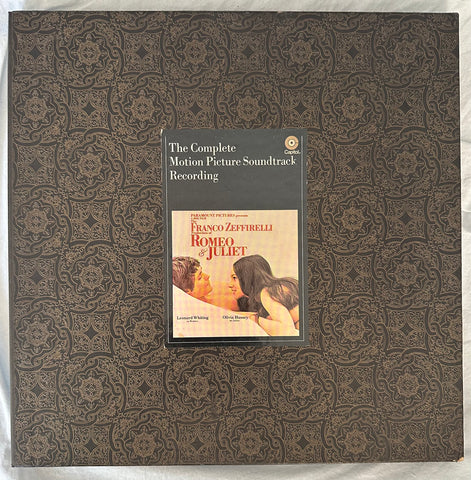 The Complete
Motion Picture Soundtrack
Recording
Capitol
PARAMOUNT PICTURES presents
FRANCO ZEFFIRELLI
ROMEO
& JULIET
Leonard Whiting
Olivia Hussey